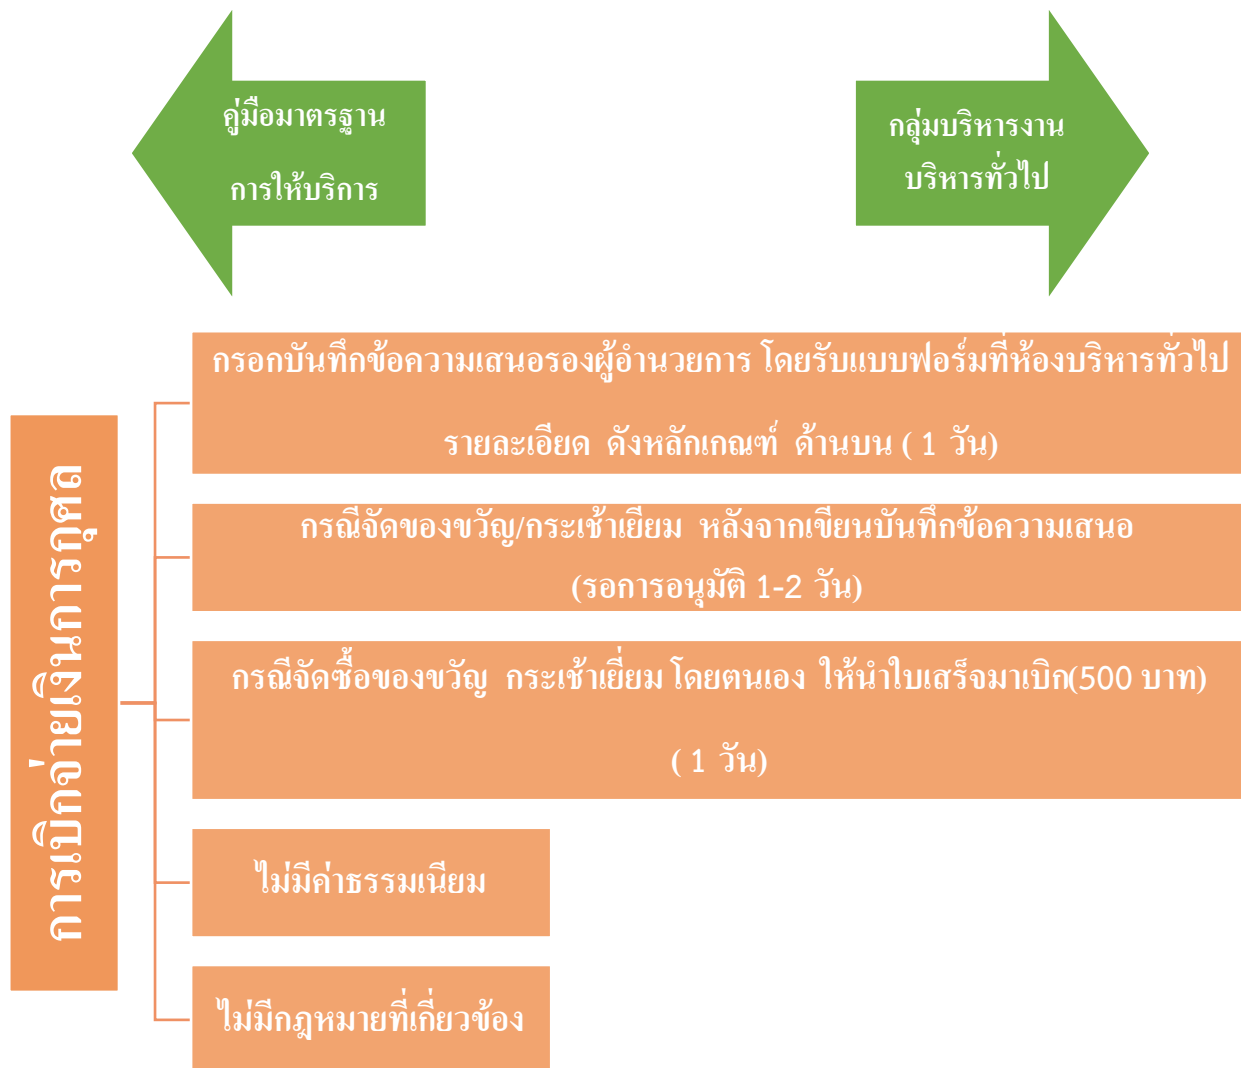 คู่มือมาตรฐาน
การให้บริการ
กลุ่มบริหารงาน
บริหารทั่วไป
การเบิกจ่ายเงินการกุศล
กรอกบันทึกข้อความเสนอรองผู้อำนวยการ โดยรับแบบฟอร์มที่ห้องบริหารทั่วไป
รายละเอียด ดังหลักเกณฑ์ ด้านบน ( 1 วัน)
กรณีจัดของขวัญ/กระเช้าเยียม หลังจากเขียนบันทึกข้อความเสนอ
(รอการอนุมัติ 1-2 วัน)
กรณีจัดซื้อของขวัญ กระเช้าเยี่ยม โดยตนเอง ให้นำใบเสร็จมาเบิก(500 บาท)
( 1 วัน)
ไม่มีค่าธรรมเนียม
ไม่มีกฎหมายที่เกี่ยวข้อง